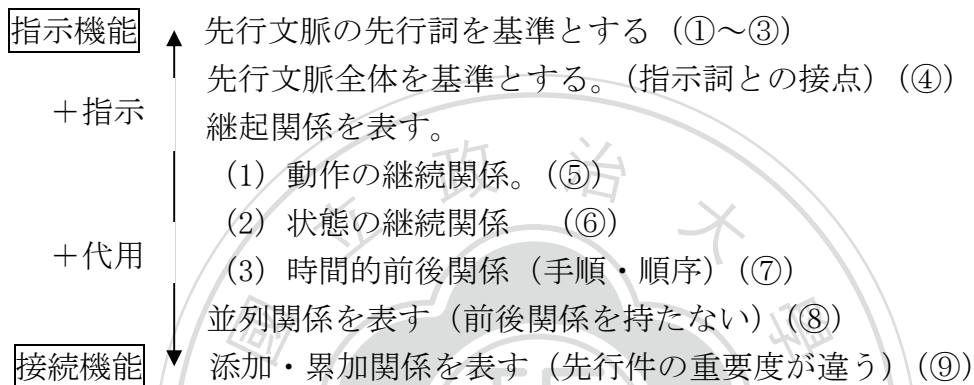 指示機能 先行文脈の先行詞を基準とする（①～③）
先行文脈全体を基準とする。（指示詞との接点）（④）
＋指示
継起関係を表す。
（1）動作の継続関係。（⑤）
（2）状態の継続関係　（⑥）
＋代用
（3）時間的前後関係（手順・順序）（⑦）
並列関係を表す（前後関係を持たない）（⑧）
接続機能 添加・累加関係を表す（先行件の重要度が違う）（⑨）
政 治 大 學